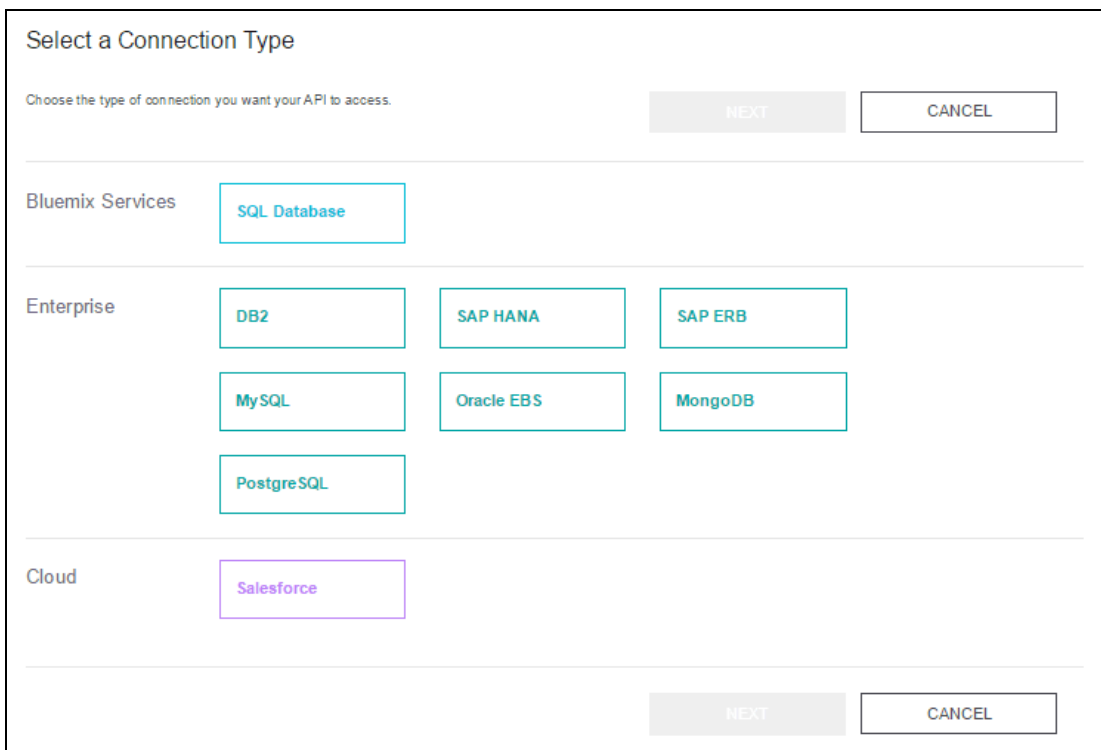 Select a Connection Type
Choose the type of connection you want your API to access.
NEXT
CANCEL
Bluemix Services
SQL Database
Enterprise
DB2
SAP HANA
SAP ERB
MySQL
Oracle EBS
MongoDB
PostgreSQL
Cloud
Salesforce
NEXT
CANCEL